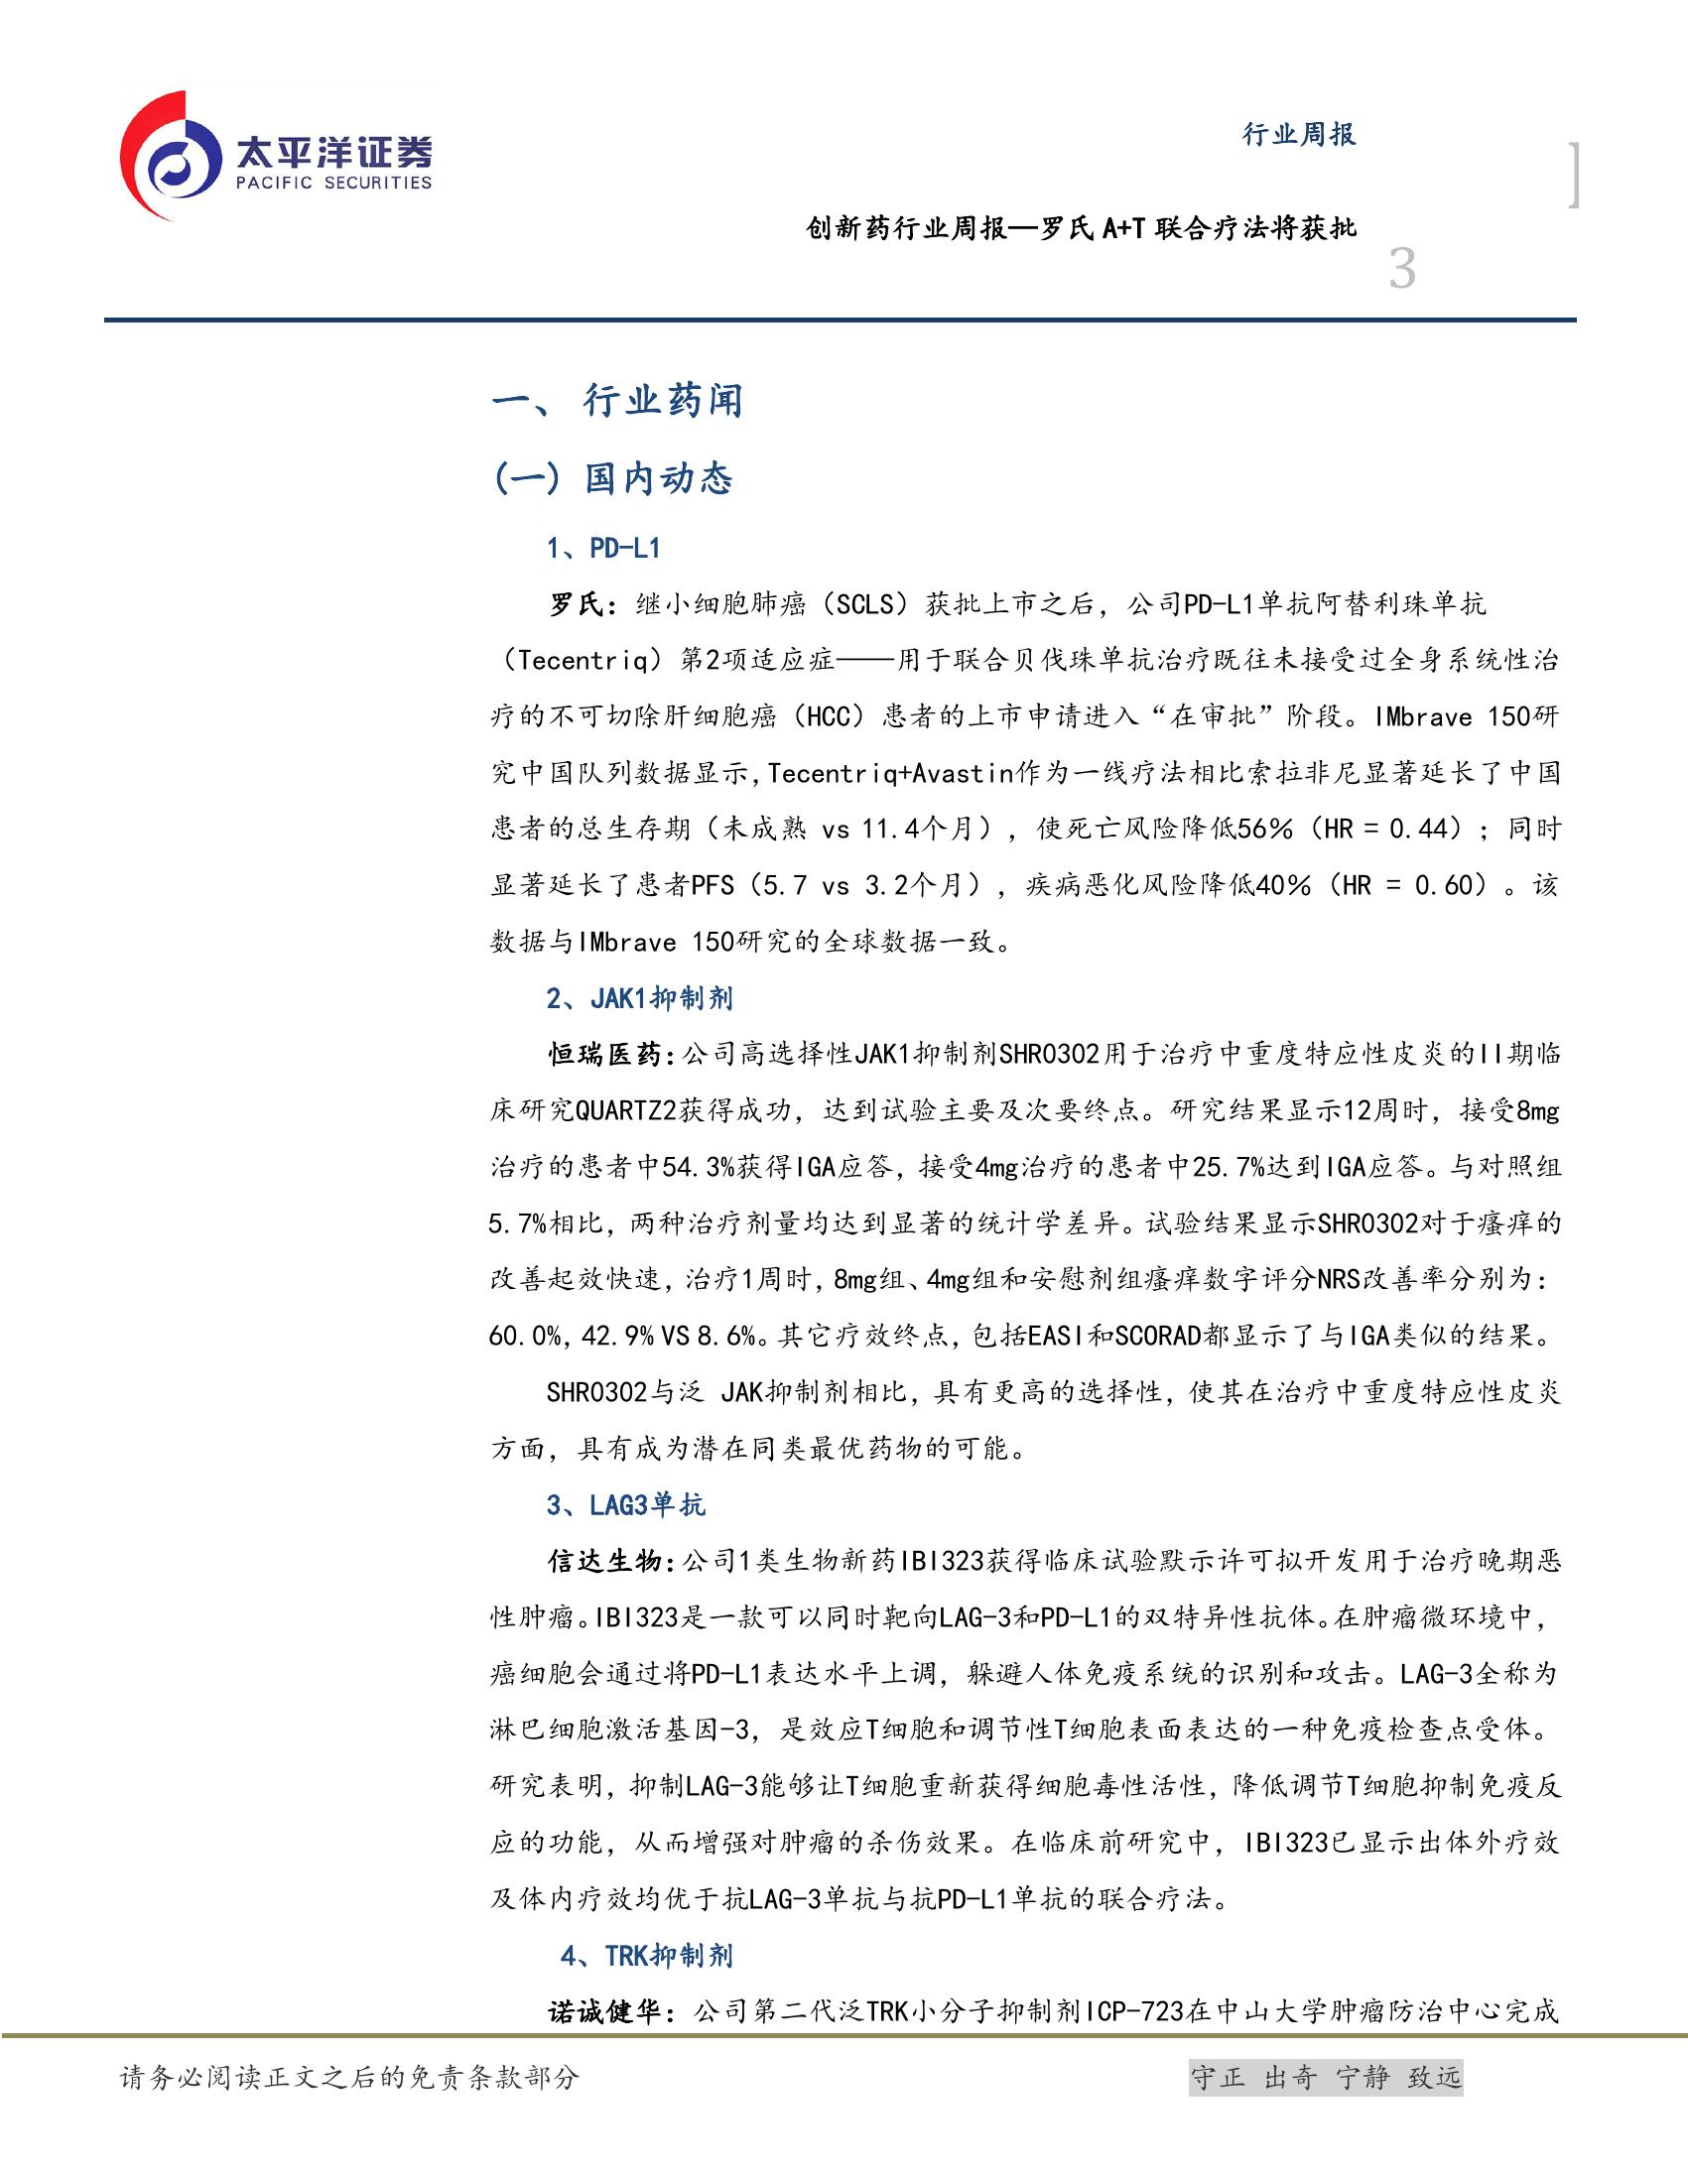 太平洋证券
PACIFIC SECURITIES
行业周报
创新药行业周报—罗氏 A+T 联合疗法将获批
3
一、 行业药闻
(一) 国内动态
1、PD-L1
罗氏：继小细胞肺癌（SCLS）获批上市之后，公司PD-L1单抗阿替利珠单抗
（Tecentriq）第2项适应症——用于联合贝伐珠单抗治疗既往未接受过全身系统性治
疗的不可切除肝细胞癌（HCC）患者的上市申请进入“在审批”阶段。IMbrave 150研
究中国队列数据显示，Tecentriq+Avastin作为一线疗法相比索拉非尼显著延长了中国
患者的总生存期（未成熟 vs 11.4个月），使死亡风险降低56%（HR = 0.44）；同时
显著延长了患者PFS（5.7 vs 3.2个月），疾病恶化风险降低40%（HR = 0.60）。该
数据与IMbrave 150研究的全球数据一致。
2、JAK1抑制剂
恒瑞医药：公司高选择性JAK1抑制剂SHR0302用于治疗中重度特应性皮炎的II期临
床研究QUARTZ2获得成功，达到试验主要及次要终点。研究结果显示12周时，接受8mg
治疗的患者中54.3%获得IGA应答，接受4mg治疗的患者中25.7%达到IGA应答。与对照组
5.7%相比，两种治疗剂量均达到显著的统计学差异。试验结果显示SHR0302对于瘙痒的
改善起效快速，治疗1周时，8mg组、4mg组和安慰剂组瘙痒数字评分NRS改善率分别为：
60.0%，42.9% VS 8.6%。其它疗效终点，包括EASI和SCORAD都显示了与IGA类似的结果。
SHR0302与泛 JAK抑制剂相比，具有更高的选择性，使其在治疗中重度特应性皮炎
方面，具有成为潜在同类最优药物的可能。
3、LAG3单抗
信达生物：公司1类生物新药IBI323获得临床试验默示许可拟开发用于治疗晚期恶
性肿瘤。IBI323是一款可以同时靶向LAG-3和PD-L1的双特异性抗体。在肿瘤微环境中，
癌细胞会通过将PD-L1表达水平上调，躲避人体免疫系统的识别和攻击。LAG-3全称为
淋巴细胞激活基因-3，是效应T细胞和调节性T细胞表面表达的一种免疫检查点受体。
研究表明，抑制LAG-3能够让T细胞重新获得细胞毒性活性，降低调节T细胞抑制免疫反
应的功能，从而增强对肿瘤的杀伤效果。在临床前研究中，IBI323已显示出体外疗效
及体内疗效均优于抗LAG-3单抗与抗PD-L1单抗的联合疗法。
4、TRK抑制剂
诺诚健华：公司第二代泛TRK小分子抑制剂ICP-723在中山大学肿瘤防治中心完成
请务必阅读正文之后的免责条款部分
守正 出奇 宁静 致远